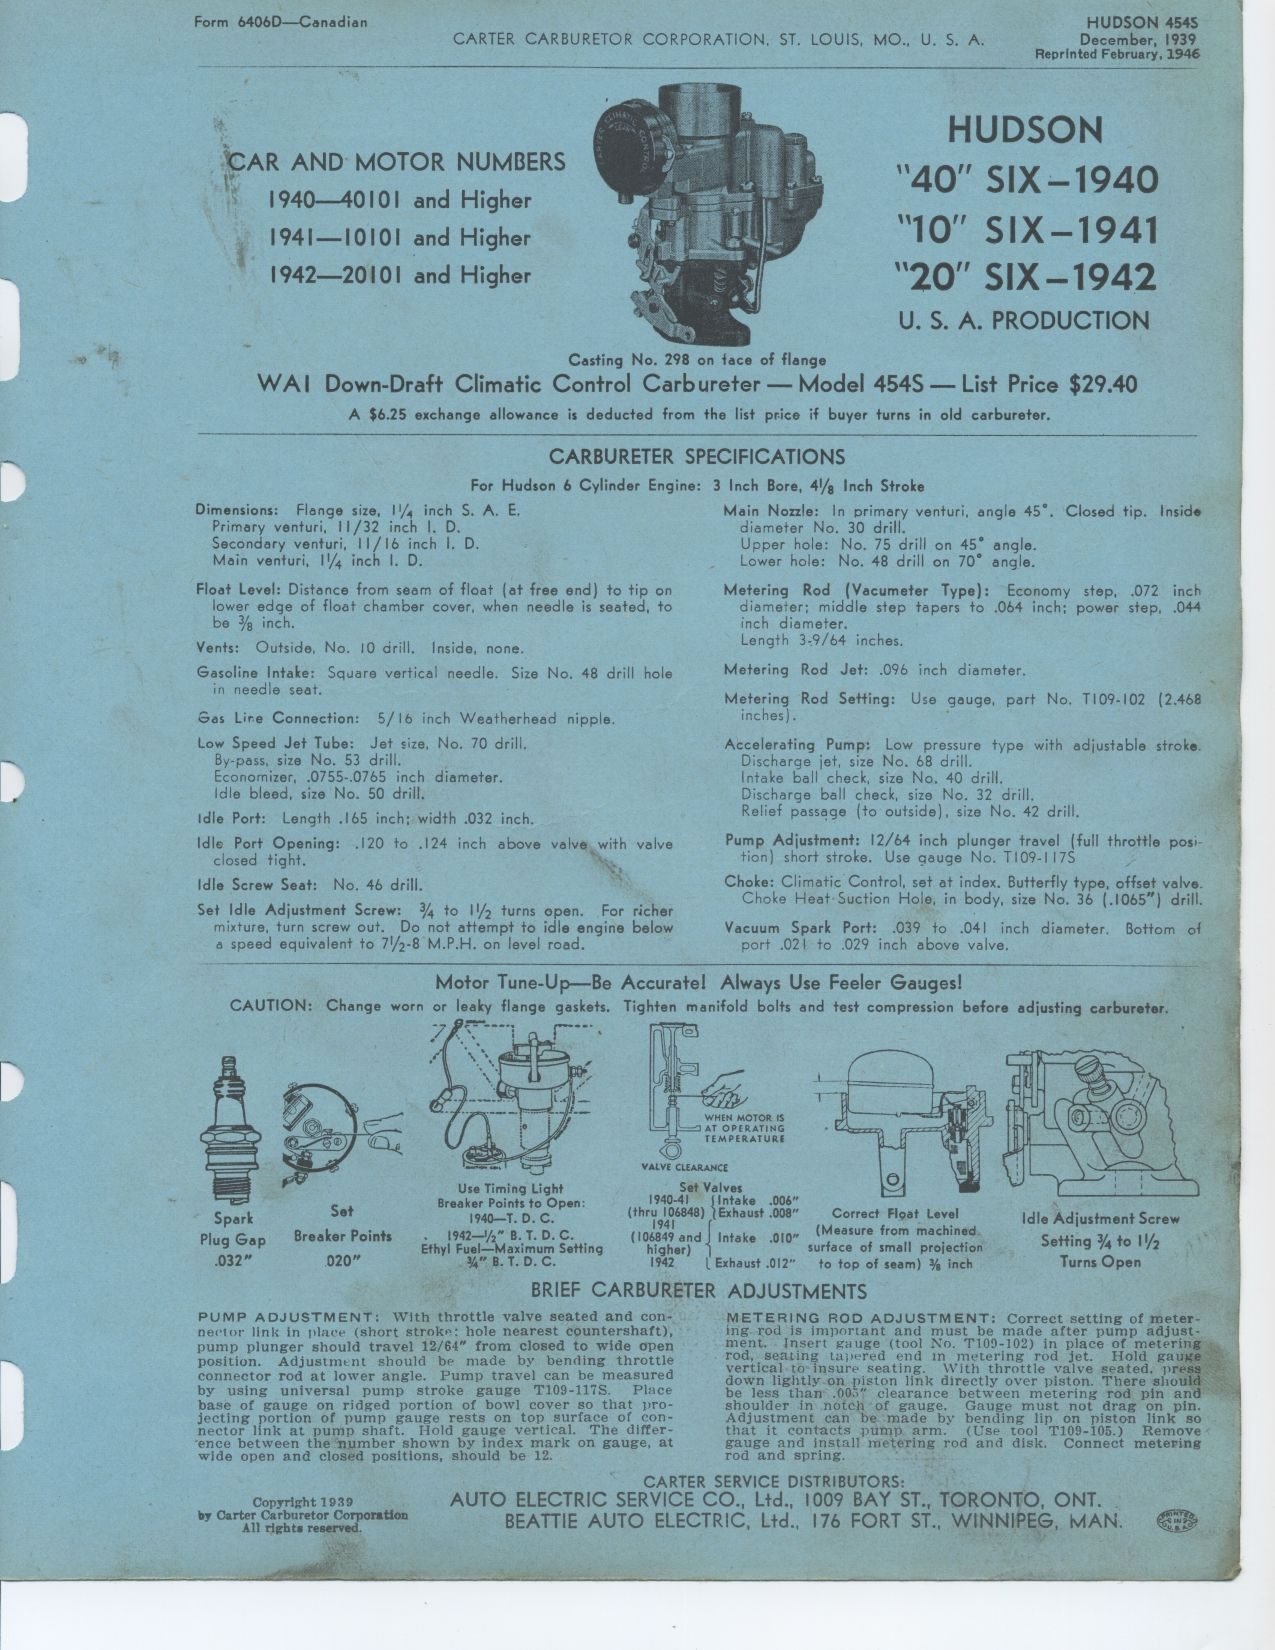 Form 6406D—Canadian
CARTER CARBURETOR CORPORATION, ST. LOUIS, MO., U. S. A.
HUDSON 454S
December, 1939
Reprinted February, 1946
CAR AND MOTOR NUMBERS
1940—40101 and Higher
1941—10101 and Higher
1942—20101 and Higher
CLIMATIC CONTROL
HUDSON
"40" SIX—1940
"10" SIX—1941
"20" SIX—1942
U. S. A. PRODUCTION
Casting No. 298 on face of flange
WA1 Down-Draft Climatic Control Carbureter — Model 454S — List Price $29.40
A $6.25 exchange allowance is deducted from the list price if buyer turns in old carbureter.
CARBURETER SPECIFICATIONS
For Hudson 6 Cylinder Engine: 3 Inch Bore, 4⅛ Inch Stroke
Dimensions: Flange size, 1¼ inch S. A. E.
Primary venturi, 11/32 inch I. D.
Secondary venturi, 11/16 inch I. D.
Main venturi, 1¼ inch I. D.
Float Level: Distance from seam of float (at free end) to tip on
lower edge of float chamber cover, when needle is seated, to
be ⅜ inch.
Vents: Outside, No. 10 drill. Inside, none.
Gasoline Intake: Square vertical needle. Size No. 48 drill hole
in needle seat.
Gas Line Connection: 5/16 inch Weatherhead nipple.
Low Speed Jet Tube: Jet size, No. 70 drill.
By-pass, size No. 53 drill.
Economizer, .0755-.0765 inch diameter.
Idle bleed, size No. 50 drill.
Idle Port: Length .165 inch; width .032 inch.
Idle Port Opening: .120 to .124 inch above valve with valve
closed tight.
Idle Screw Seat: No. 46 drill.
Set Idle Adjustment Screw: ¾ to 1½ turns open. For richer
mixture, turn screw out. Do not attempt to idle engine below
a speed equivalent to 7½-8 M.P.H. on level road.
Main Nozzle: In primary venturi, angle 45°. Closed tip. Inside
diameter No. 30 drill.
Upper hole: No. 75 drill on 45° angle.
Lower hole: No. 48 drill on 70° angle.
Metering Rod (Vacumeter Type): Economy step, .072 inch
diameter; middle step tapers to .064 inch; power step, .044
inch diameter.
Length 3-9/64 inches.
Metering Rod Jet: .096 inch diameter.
Metering Rod Setting: Use gauge, part No. T109-102 (2.468
inches).
Accelerating Pump: Low pressure type with adjustable stroke.
Discharge jet, size No. 68 drill.
Intake ball check, size No. 40 drill.
Discharge ball check, size No. 32 drill.
Relief passage (to outside), size No. 42 drill.
Pump Adjustment: 12/64 inch plunger travel (full throttle posi-
tion) short stroke. Use gauge No. T109-117S
Choke: Climatic Control, set at index. Butterfly type, offset valve.
Choke Heat Suction Hole, in body, size No. 36 (.1065") drill.
Vacuum Spark Port: .039 to .041 inch diameter. Bottom of
port .021 to .029 inch above valve.
Motor Tune-Up—Be Accurate! Always Use Feeler Gauges!
CAUTION: Change worn or leaky flange gaskets. Tighten manifold bolts and test compression before adjusting carbureter.
Spark
Plug Gap
.032"
Set
Breaker Points
.020"
IGNITION COIL
Use Timing Light
Breaker Points to Open:
1940—T. D. C.
1942—½" B. T. D. C.
Ethyl Fuel—Maximum Setting
¾" B. T. D. C.
WHEN MOTOR IS
AT OPERATING
TEMPERATURE
VALVE CLEARANCE
Set Valves
1940-41 Intake .006"
(thru 106848) Exhaust .008"
1941
(106849 and Intake .010"
higher)
1942 Exhaust .012"
Correct Float Level
(Measure from machined
surface of small projection
to top of seam) ⅜ inch
Idle Adjustment Screw
Setting ¾ to 1½
Turns Open
BRIEF CARBURETER ADJUSTMENTS
PUMP ADJUSTMENT: With throttle valve seated and con-
nector link in place (short stroke; hole nearest countershaft),
pump plunger should travel 12/64" from closed to wide open
position. Adjustment should be made by bending throttle
connector rod at lower angle. Pump travel can be measured
by using universal pump stroke gauge T109-117S. Place
base of gauge on ridged portion of bowl cover so that pro-
jecting portion of pump gauge rests on top surface of con-
nector link at pump shaft. Hold gauge vertical. The differ-
ence between the number shown by index mark on gauge, at
wide open and closed positions, should be 12.
METERING ROD ADJUSTMENT: Correct setting of meter-
ing rod is important and must be made after pump adjust-
ment. Insert gauge (tool No. T109-102) in place of metering
rod, seating tapered end in metering rod jet. Hold gauge
vertical to insure seating. With throttle valve seated, press
down lightly on piston link directly over piston. There should
be less than .005" clearance between metering rod pin and
shoulder in notch of gauge. Gauge must not drag on pin.
Adjustment can be made by bending lip on piston link so
that it contacts pump arm. (Use tool T109-105.) Remove
gauge and install metering rod and disk. Connect metering
rod and spring.
Copyright 1939
by Carter Carburetor Corporation
All rights reserved.
CARTER SERVICE DISTRIBUTORS:
AUTO ELECTRIC SERVICE CO., Ltd., 1009 BAY ST., TORONTO, ONT.
BEATTIE AUTO ELECTRIC, Ltd., 176 FORT ST., WINNIPEG, MAN.
PRINTED
IN
U.S.A.